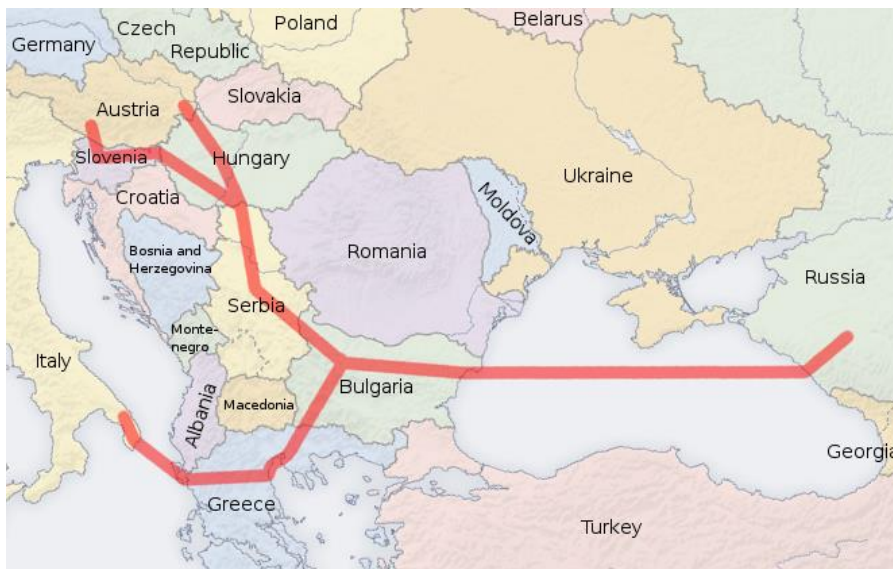 Belarus
Poland
Czech
Republic
Germany
Slovakia
Austria
Hungary
Slovenia
Ukraine
Croatia
Moldova
Bosnia and
Herzegovina
Romania
Russia
Serbia
Monte-
negro
Italy
Bulgaria
Albania
Macedonia
Georgia
Greece
Turkey